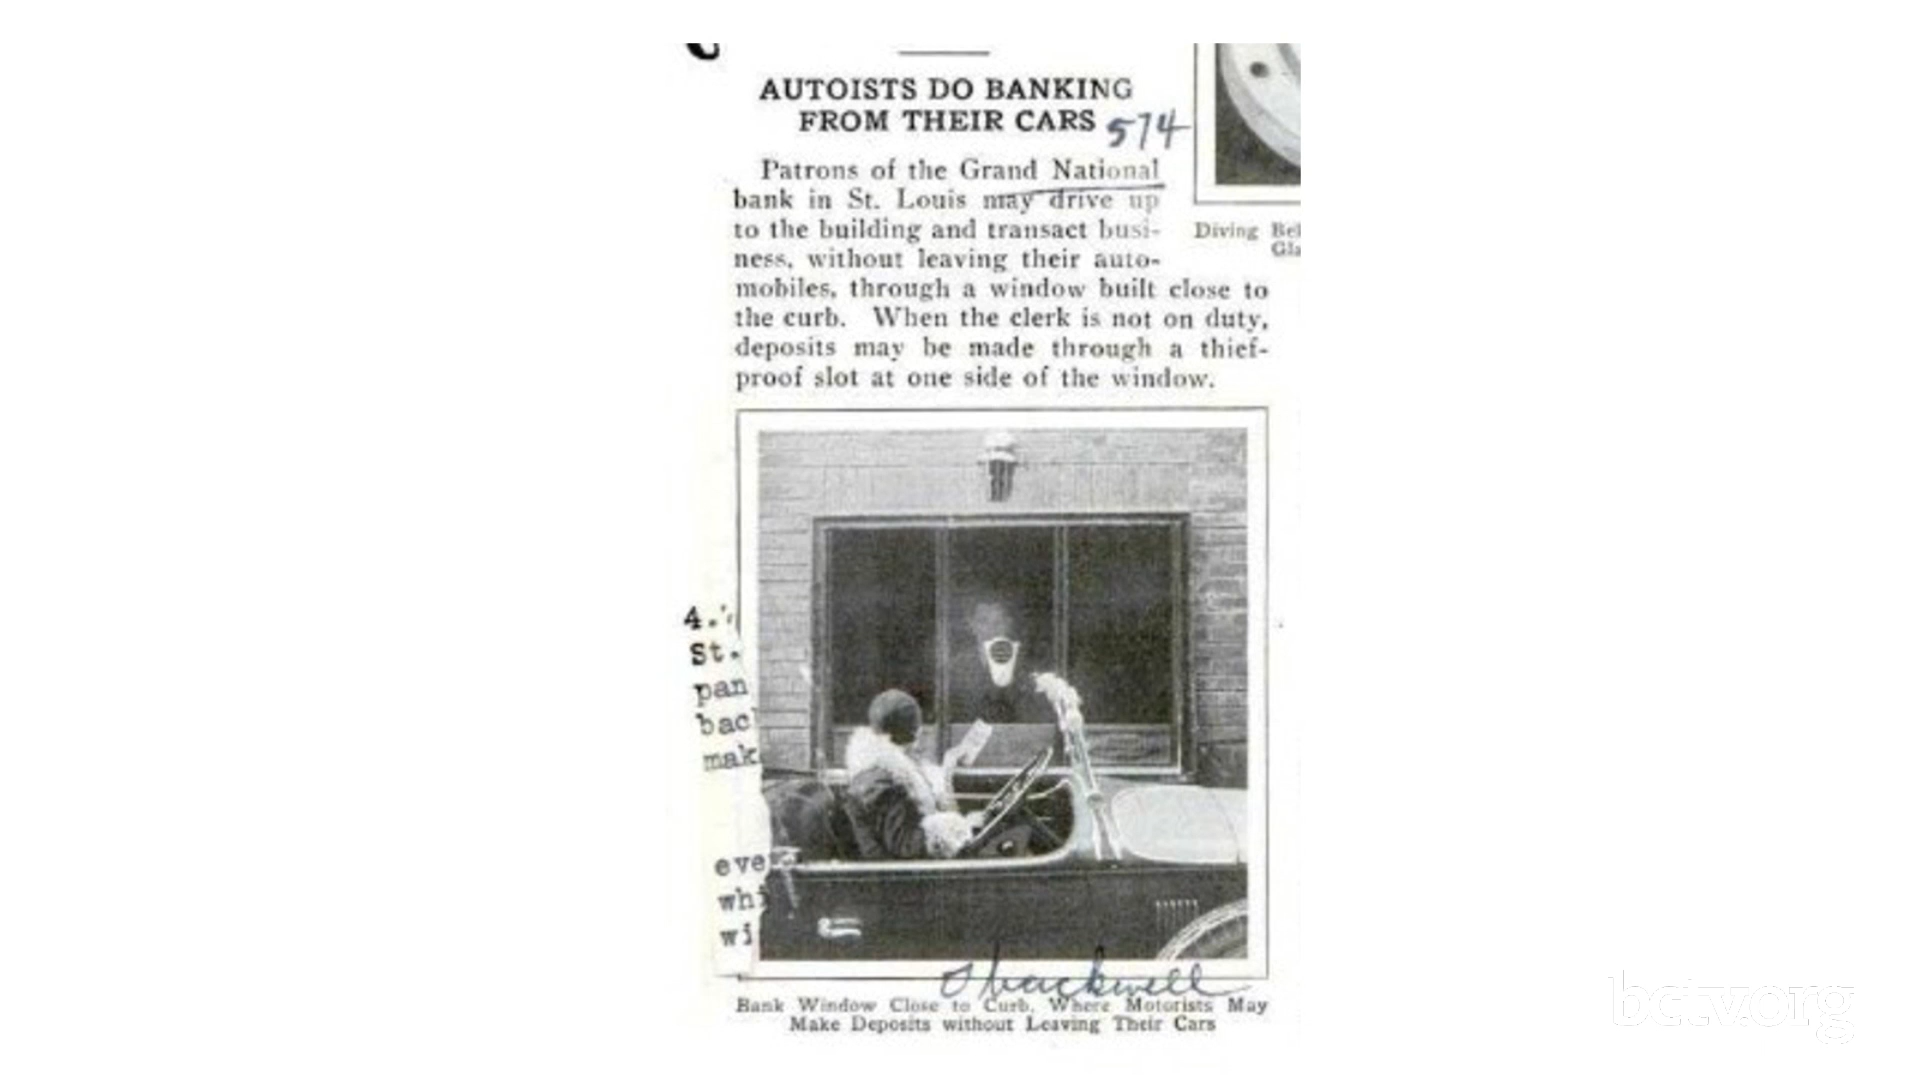 AUTOISTS DO BANKING
FROM THEIR CARS 574
Patrons of the Grand National
bank in St. Louis may drive up
to the building and transact busi-
ness, without leaving their auto-
mobiles, through a window built close to
the curb. When the clerk is not on duty,
deposits may be made through a thief-
proof slot at one side of the window.
Diving Bel
Gla
4.
St.
pan
bac
mak
eve
whi
wi
Bank Window Close to Curb, Where Motorists May
Make Deposits without Leaving Their Cars
bctv.org